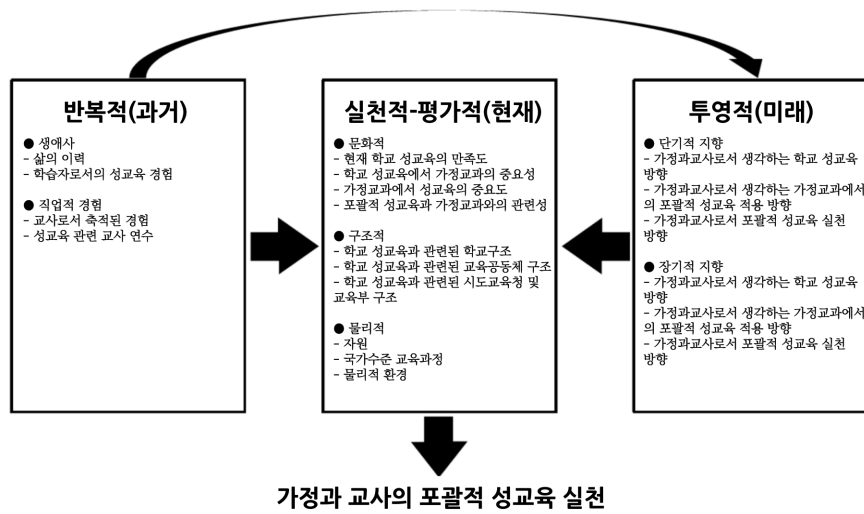 반복적(과거)
● 생애사
- 삶의 이력
- 학습자로서의 성교육 경험
● 직업적 경험
- 교사로서 축적된 경험
- 성교육 관련 교사 연수
실천적-평가적(현재)
● 문화적
- 현재 학교 성교육의 만족도
- 학교 성교육에서 가정교과의 중요성
- 가정교과에서 성교육의 중요도
- 포괄적 성교육과 가정교과와의 관련성
● 구조적
- 학교 성교육과 관련된 학교구조
- 학교 성교육과 관련된 교육공동체 구조
- 학교 성교육과 관련된 시도교육청 및
교육부 구조
● 물리적
- 자원
- 국가수준 교육과정
- 물리적 환경
투영적(미래)
● 단기적 지향
- 가정과교사로서 생각하는 학교 성교육
방향
- 가정과교사로서 생각하는 가정교과에서
의 포괄적 성교육 적용 방향
- 가정과교사로서 포괄적 성교육 실천
방향
● 장기적 지향
- 가정과교사로서 생각하는 학교 성교육
방향
- 가정과교사로서 생각하는 가정교과에서
의 포괄적 성교육 적용 방향
- 가정과교사로서 포괄적 성교육 실천
방향
가정과 교사의 포괄적 성교육 실천